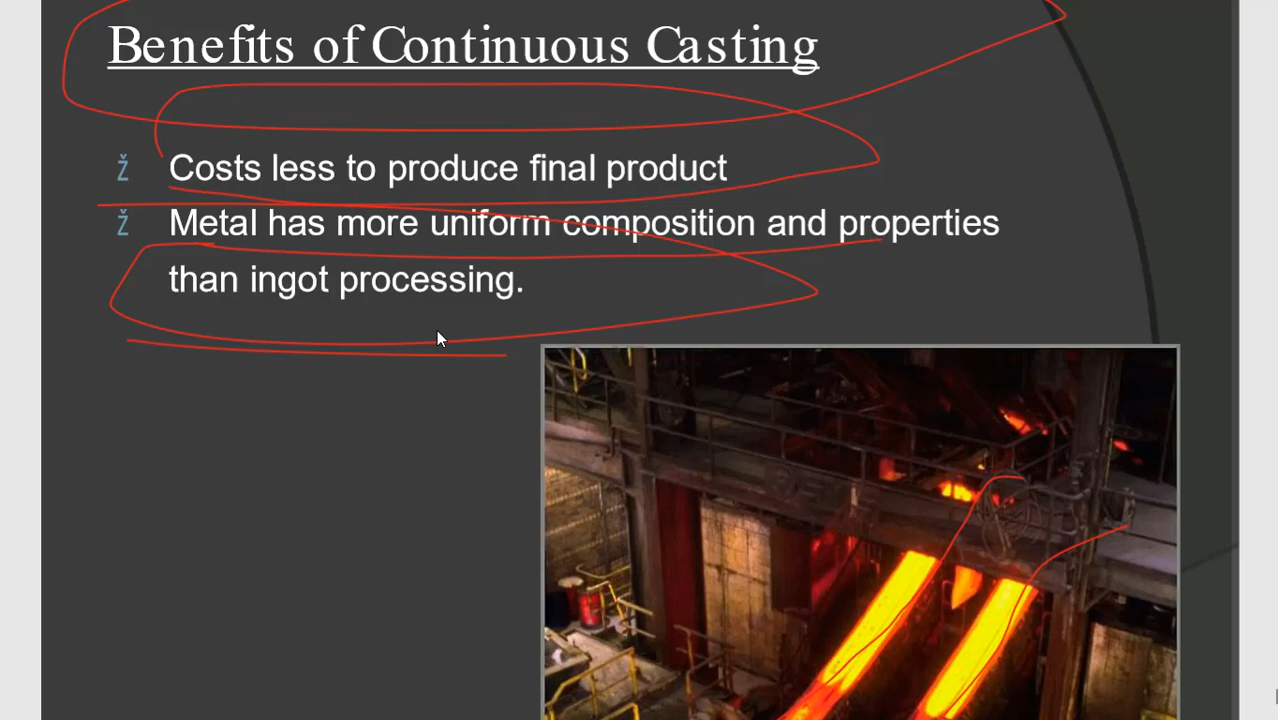 Benefits of Continuous Casting
Ž Costs less to produce final product
Ž Metal has more uniform composition and properties
than ingot processing.